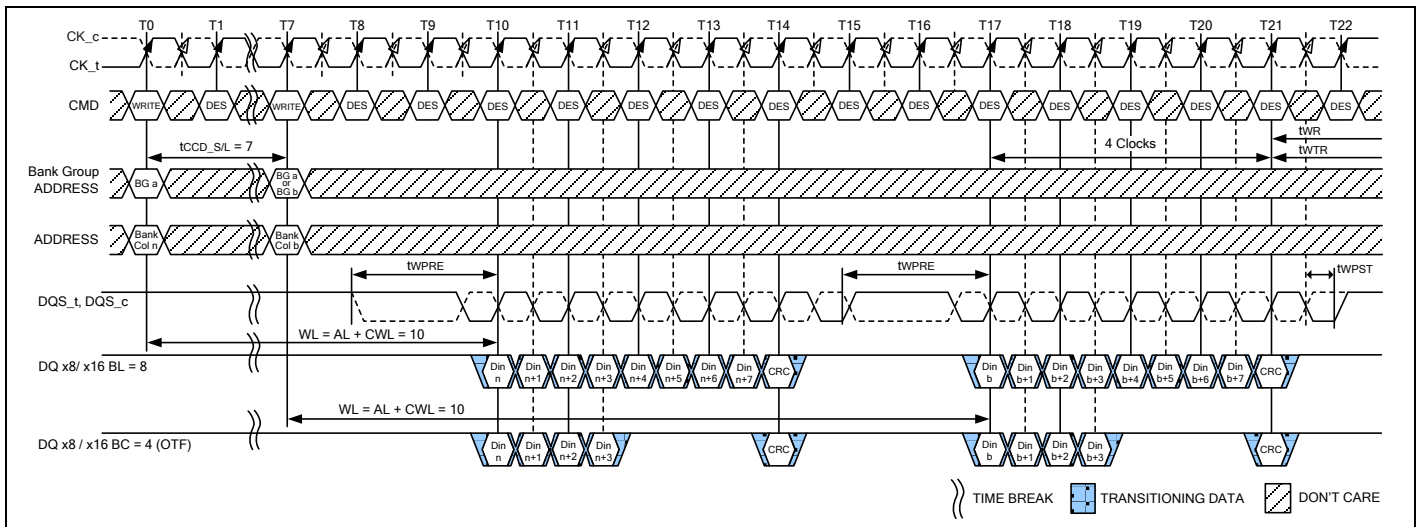 T0 T1 T7 T8 T9 T10 T11 T12 T13 T14 T15 T16 T17 T18 T19 T20 T21 T22
CK_c
CK_t
CMD WRITE DES WRITE DES DES DES DES DES DES DES DES DES DES DES DES DES DES DES
tCCD_S/L = 7
4 Clocks
tWR
tWTR
Bank Group
ADDRESS
BG a
BG a
or
BG b
ADDRESS
Bank
Col n
Bank
Col b
tWPRE
tWPRE
tWPST
DQS_t, DQS_c
WL = AL + CWL = 10
DQ x8/ x16 BL = 8
Din
n
Din
n+1
Din
n+2
Din
n+3
Din
n+4
Din
n+5
Din
n+6
Din
n+7
CRC
Din
b
Din
b+1
Din
b+2
Din
b+3
Din
b+4
Din
b+5
Din
b+6
Din
b+7
CRC
WL = AL + CWL = 10
DQ x8 / x16 BC = 4 (OTF)
Din
n
Din
n+1
Din
n+2
Din
n+3
CRC
Din
b
Din
b+1
Din
b+2
Din
b+3
CRC
TIME BREAK
TRANSITIONING DATA
DON'T CARE